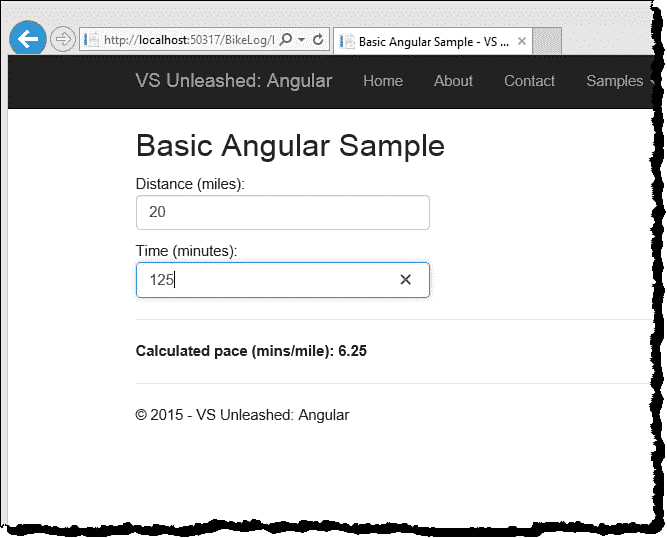 http://localhost:50317/BikeLog/
Basic Angular Sample - VS ...
VS Unleashed: Angular Home About Contact Samples
Basic Angular Sample
Distance (miles):
20
Time (minutes):
125
Calculated pace (mins/mile): 6.25
© 2015 - VS Unleashed: Angular